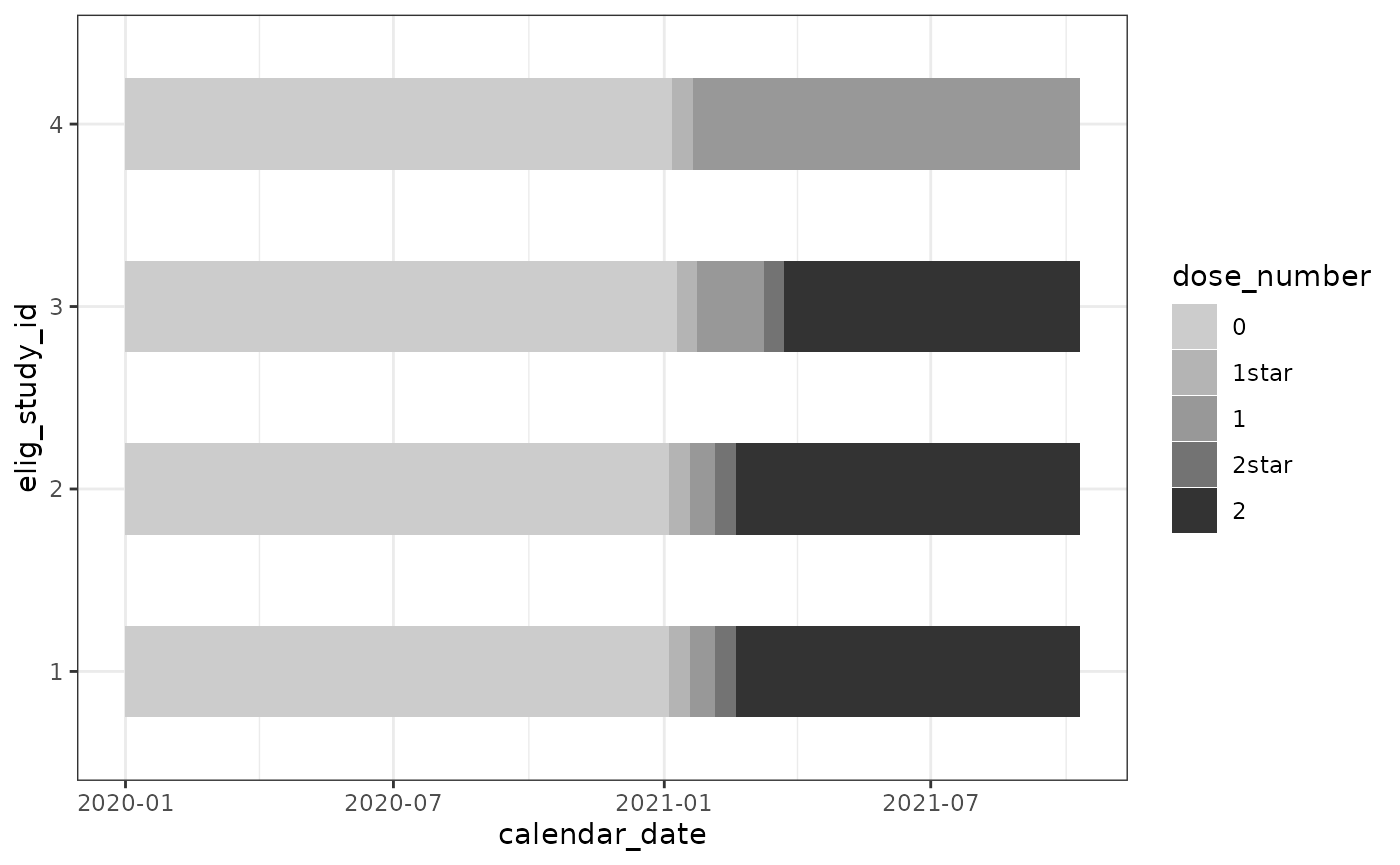 4
3
2
1
elig_study_id
2020-01
2020-07
2021-01
2021-07
calendar_date
dose_number
0
1star
1
2star
2